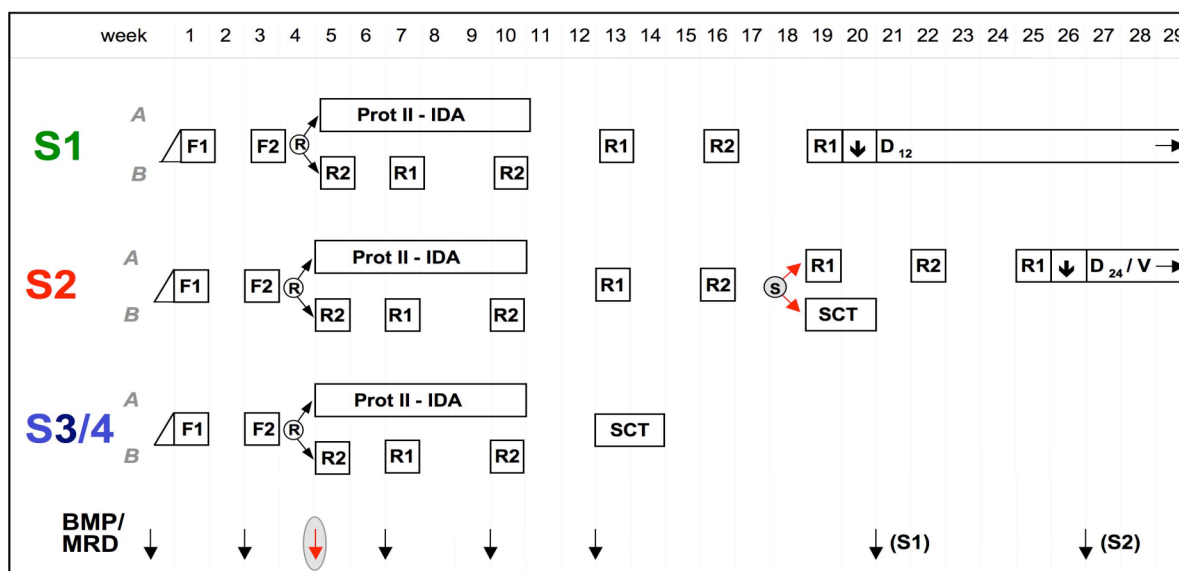 week 1 2 3 4 5 6 7 8 9 10 11 12 13 14 15 16 17 18 19 20 21 22 23 24 25 26 27 28 29
A Prot II - IDA
S1 F1 F2 R R1 R2 R1 D 12
B R2 R1 R2
A Prot II - IDA R1 R2 R1 D 24 / V
S2 F1 F2 R R1 R2 S
B R2 R1 R2 SCT
A Prot II - IDA
S3/4 F1 F2 R SCT
B R2 R1 R2
BMP/
MRD (S1) (S2)